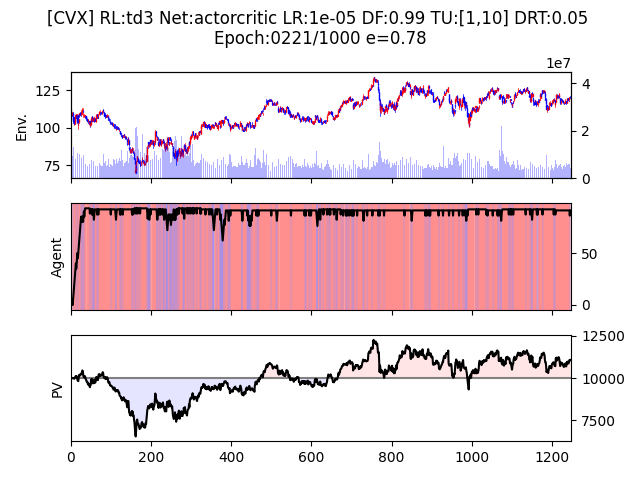 [CVX] RL:td3 Net:actorcritic LR:1e-05 DF:0.99 TU:[1,10] DRT:0.05
Epoch:0221/1000 e=0.78
1e7
125
100
75
Env.
4
2
0
Agent
50
0
PV
12500
10000
7500
0 200 400 600 800 1000 1200